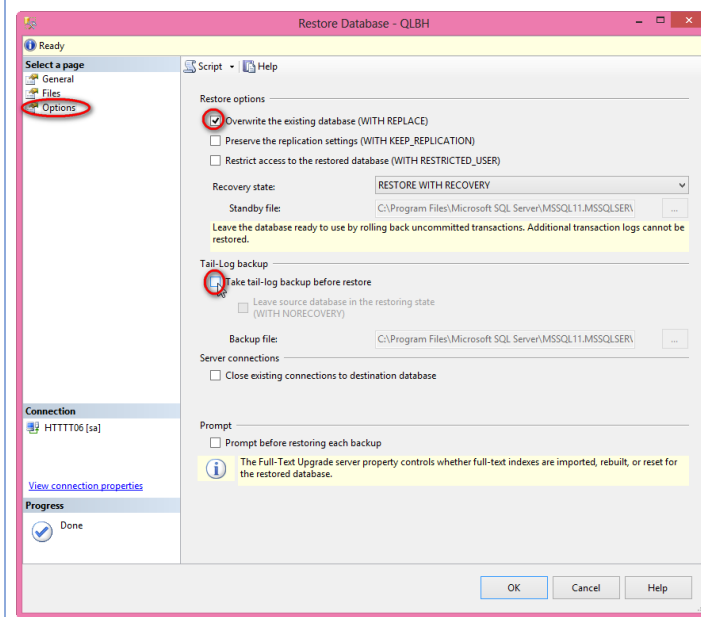 Restore Database - QLBH
Ready
Select a page
General
Files
Options
Script
Help
Restore options
Overwrite the existing database (WITH REPLACE)
Preserve the replication settings (WITH KEEP_REPLICATION)
Restrict access to the restored database (WITH RESTRICTED_USER)
Recovery state:
RESTORE WITH RECOVERY
Standby file:
C:\Program Files\Microsoft SQL Server\MSSQL11.MSSQLSER\
...
Leave the database ready to use by rolling back uncommitted transactions. Additional transaction logs cannot be
restored.
Tail-Log backup
Take tail-log backup before restore
Leave source database in the restoring state
(WITH NORECOVERY)
Backup file:
C:\Program Files\Microsoft SQL Server\MSSQL11.MSSQLSER\
...
Server connections
Close existing connections to destination database
Connection
HTTTT06 [sa]
View connection properties
Progress
Done
Prompt
Prompt before restoring each backup
The Full-Text Upgrade server property controls whether full-text indexes are imported, rebuilt, or reset for
the restored database.
OK
Cancel
Help